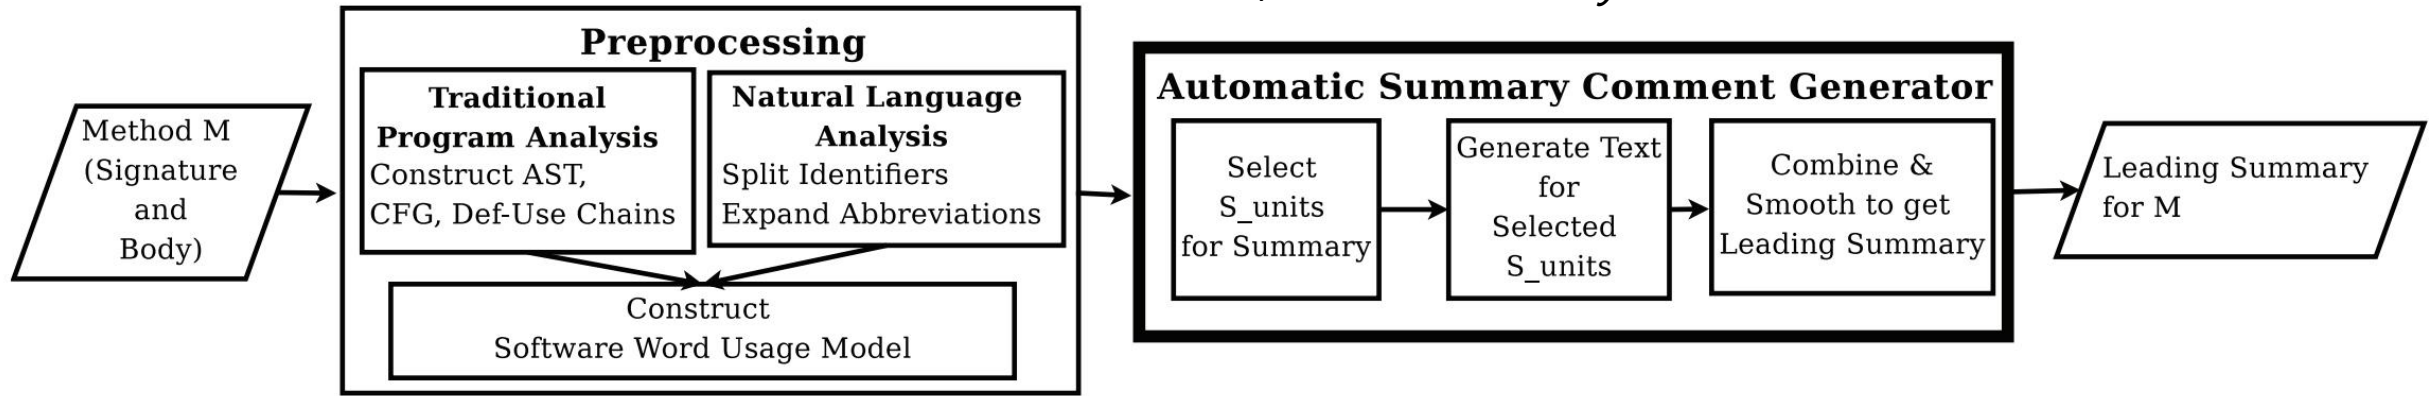 Preprocessing
Method M
(Signature
and
Body)
Traditional
Program Analysis
Construct AST,
CFG, Def-Use Chains
Natural Language
Analysis
Split Identifiers
Expand Abbreviations
Construct
Software Word Usage Model
Automatic Summary Comment Generator
Select
S_units
for Summary
Generate Text
for
Selected
S_units
Combine &
Smooth to get
Leading Summary
Leading Summary
for M